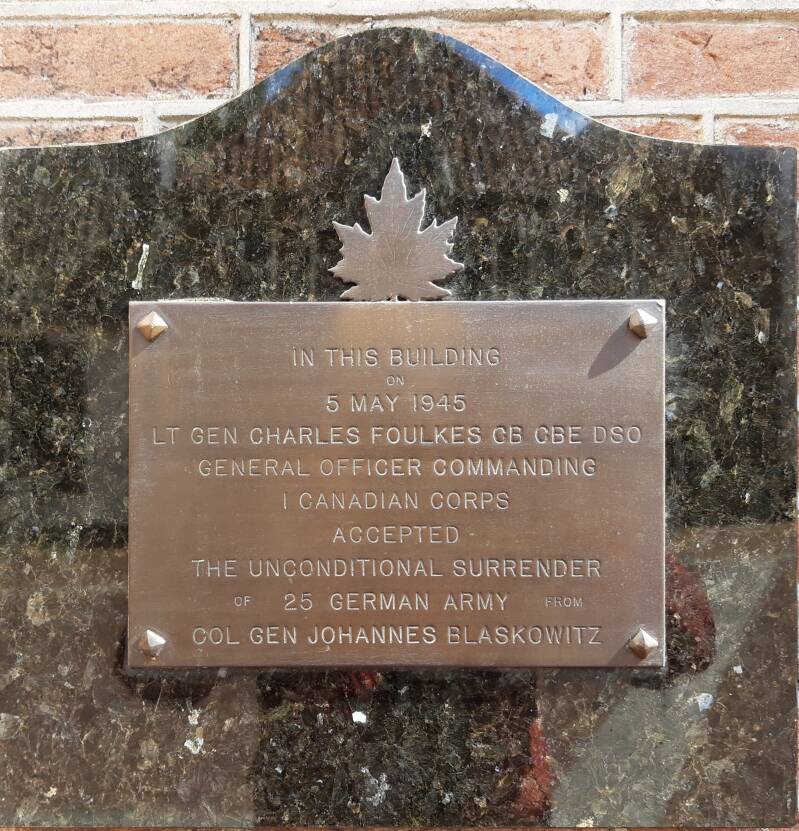 IN THIS BUILDING
ON
5 MAY 1945
LT GEN CHARLES FOULKES CB CBE DSO
GENERAL OFFICER COMMANDING
I CANADIAN CORPS
ACCEPTED
THE UNCONDITIONAL SURRENDER
OF 25 GERMAN ARMY FROM
COL GEN JOHANNES BLASKOWITZ